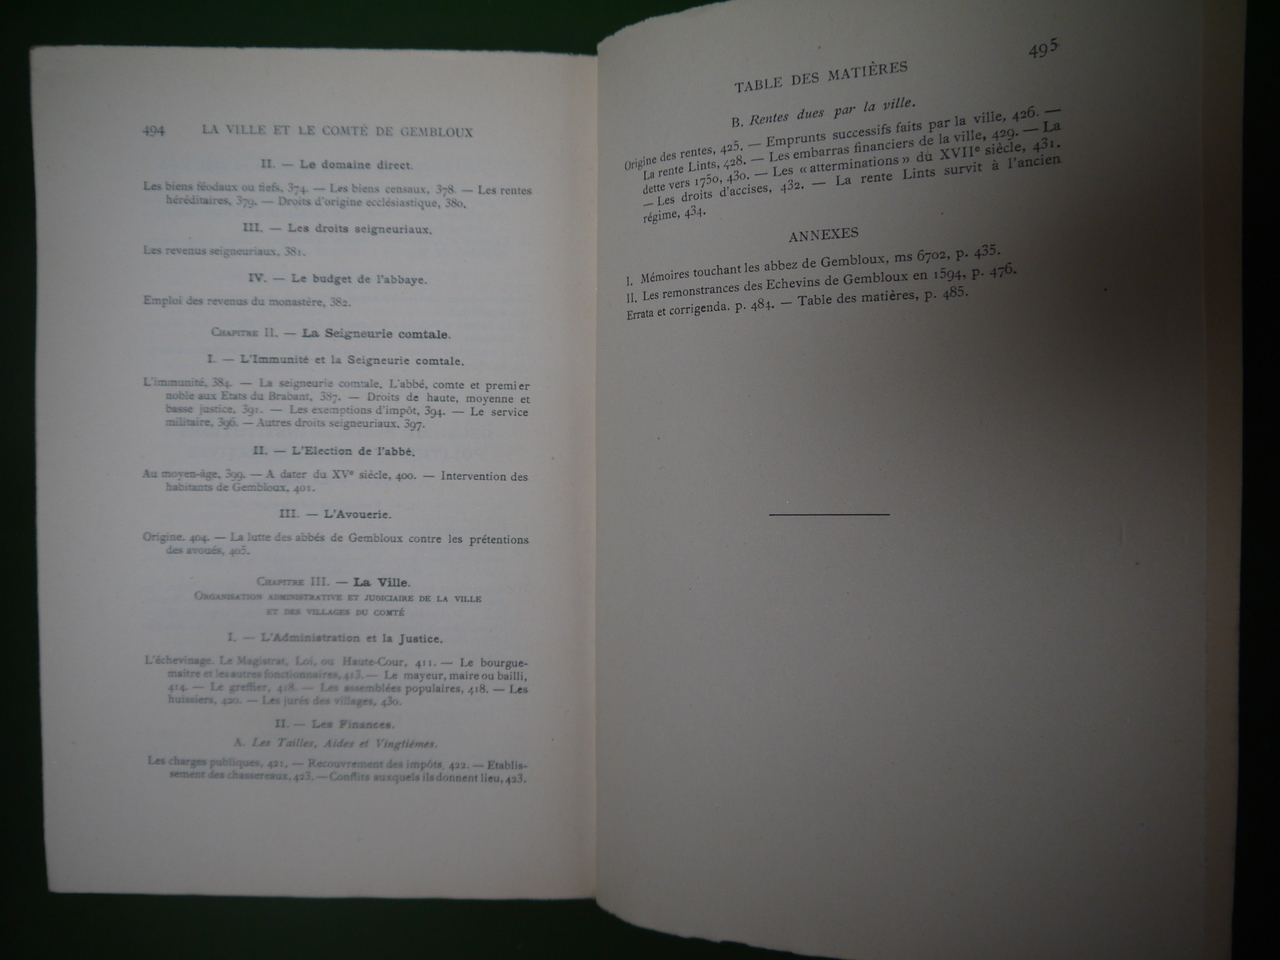 494 LA VILLE ET LE COMTÉ DE GEMBLOUX
II. — Le domaine direct.
Les biens féodaux ou fiefs, 374. — Les biens censaux, 378. — Les rentes
héréditaires, 379. — Droits d'origine ecclésiastique, 380.
III. — Les droits seigneuriaux.
Les revenus seigneuriaux, 381.
IV. — Le budget de l'abbaye.
Emploi des revenus du monastère, 382.
CHAPITRE II. — La Seigneurie comtale.
I. — L'Immunité et la Seigneurie comtale.
L'immunité, 384. — La seigneurie comtale, L'abbé, comte et premier
noble aux Etats du Brabant, 387. — Droits de haute, moyenne et
basse justice, 391. — Les exemptions d'impôt, 394. — Le service
militaire, 396. — Autres droits seigneuriaux, 397.
II. — L'Election de l'abbé.
Au moyen-âge, 399. — A dater du XVe siècle, 400. — Intervention des
habitants de Gembloux, 401.
III. — L'Avouerie.
Origine. 404. — La lutte des abbés de Gembloux contre les prétentions
des avoués, 405.
CHAPITRE III. — La Ville.
ORGANISATION ADMINISTRATIVE ET JUDICIAIRE DE LA VILLE
ET DES VILLAGES DU COMTÉ
I. — L'Administration et la Justice.
L'échevinage. Le Magistrat, Loi, ou Haute-Cour, 411. — Le bourgue-
maître et les autres fonctionnaires, 413. — Le mayeur, maire ou bailli,
414. — Le greffier, 418. — Les assemblées populaires, 418. — Les
huissiers, 420. — Les jurés des villages, 430.
II. — Les Finances.
A. Les Tailles, Aides et Vingtièmes.
Les charges publiques, 421, — Recouvrement des impôts, 422. — Etablis-
sement des chassereaux, 423. — Conflits auxquels ils donnent lieu, 423.
TABLE DES MATIÈRES 495
B. Rentes dues par la ville.
Origine des rentes, 425. — Emprunts successifs faits par la ville, 426. —
La rente Lints, 428. — Les embarras financiers de la ville, 429. — La
dette vers 1750, 430. — Les « atterminations » du XVIIe siècle, 431.
— Les droits d'accises, 432. — La rente Lints survit à l'ancien
régime, 434.
ANNEXES
I. Mémoires touchant les abbez de Gembloux, ms 6702, p. 435.
II. Les remonstrances des Echevins de Gembloux en 1594, p. 476.
Errata et corrigenda. p. 484. — Table des matières, p. 485.